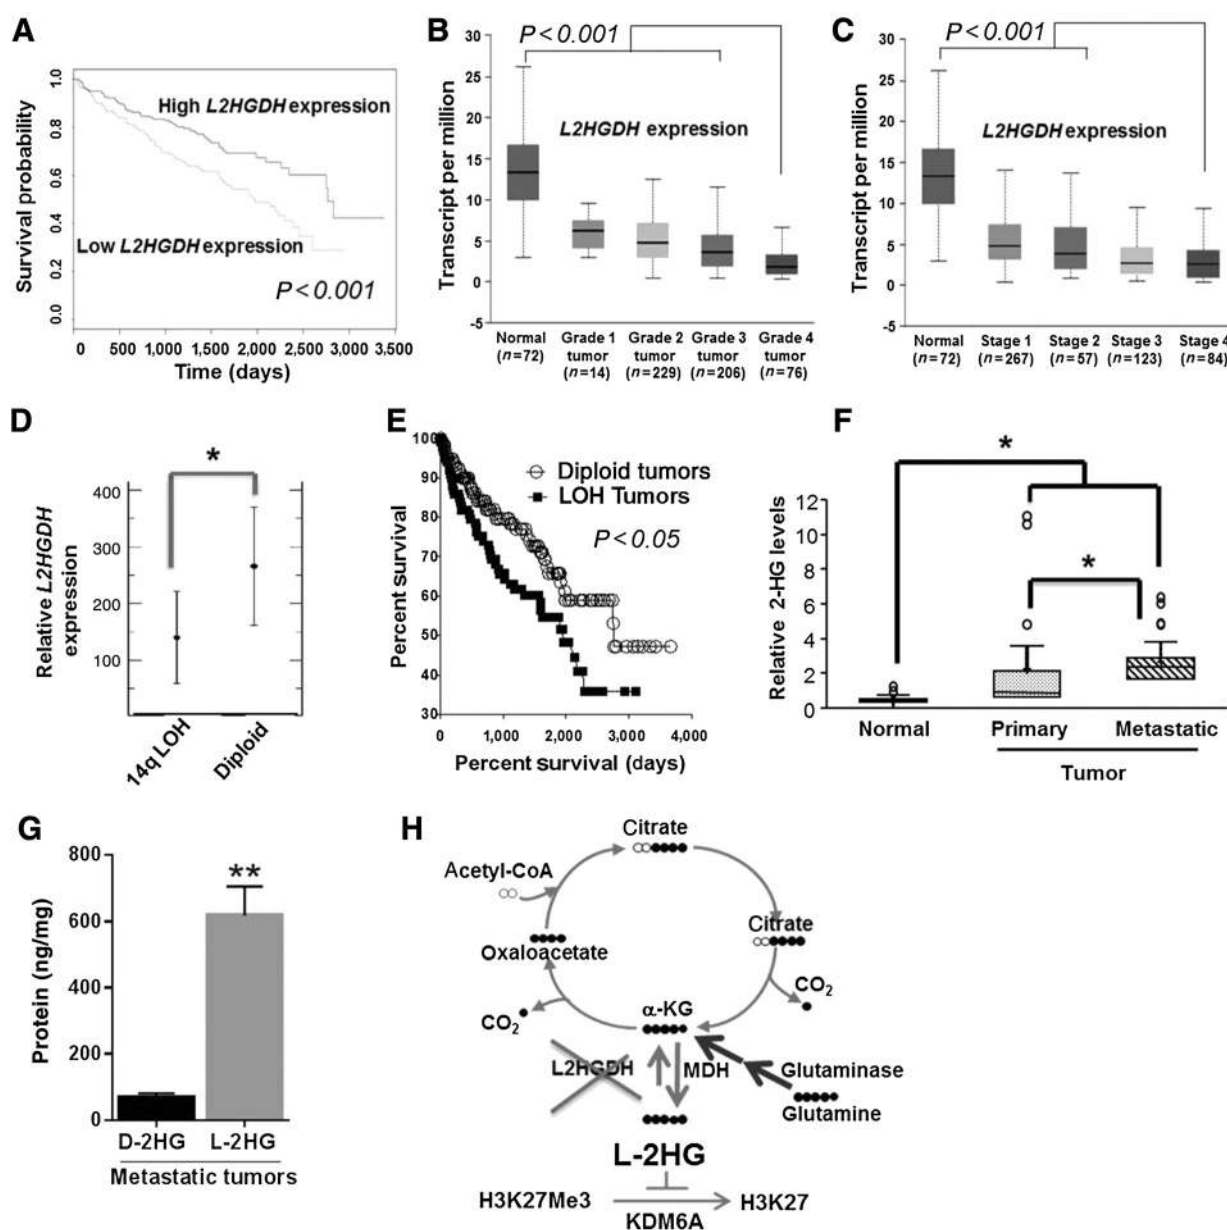 A
Survival probability
1.0
0.8
0.6
0.4
0.2
0.0
High L2HGDH expression
Low L2HGDH expression
P < 0.001
0 500 1,000 1,500 2,000 2,500 3,000 3.500
Time (days)
B
P < 0.001
Transcript per million
30
25
20
15
10
5
0
-5
L2HGDH expression
Normal Grade 1 Grade 2 Grade 3 Grade 4
(n=72) tumor tumor tumor tumor
(n=14) (n=229) (n=206) (n=76)
C
P < 0.001
Transcript per million
30
25
20
15
10
5
0
-5
L2HGDH expression
Normal Stage 1 Stage 2 Stage 3 Stage 4
(n=72) (n=267) (n=57) (n=123) (n=84)
D
*
Relative L2HGDH
expression
400
300
200
100
14q LOH
Diploid
E
Percent survival
100
90
80
70
60
50
40
30
Diploid tumors
LOH Tumors
P < 0.05
0 1,000 2,000 3,000 4,000
Percent survival (days)
F
*
*
Relative 2-HG levels
12
10
8
6
4
2
0
Normal Primary Metastatic
Tumor
G
**
Protein (ng/mg)
800
600
400
200
0
D-2HG L-2HG
Metastatic tumors
H
Citrate
Acetyl-CoA
Citrate
Oxaloacetate
CO2
α-KG
CO2
L2HGDH
MDH
Glutaminase
Glutamine
L-2HG
H3K27Me3
H3K27
KDM6A